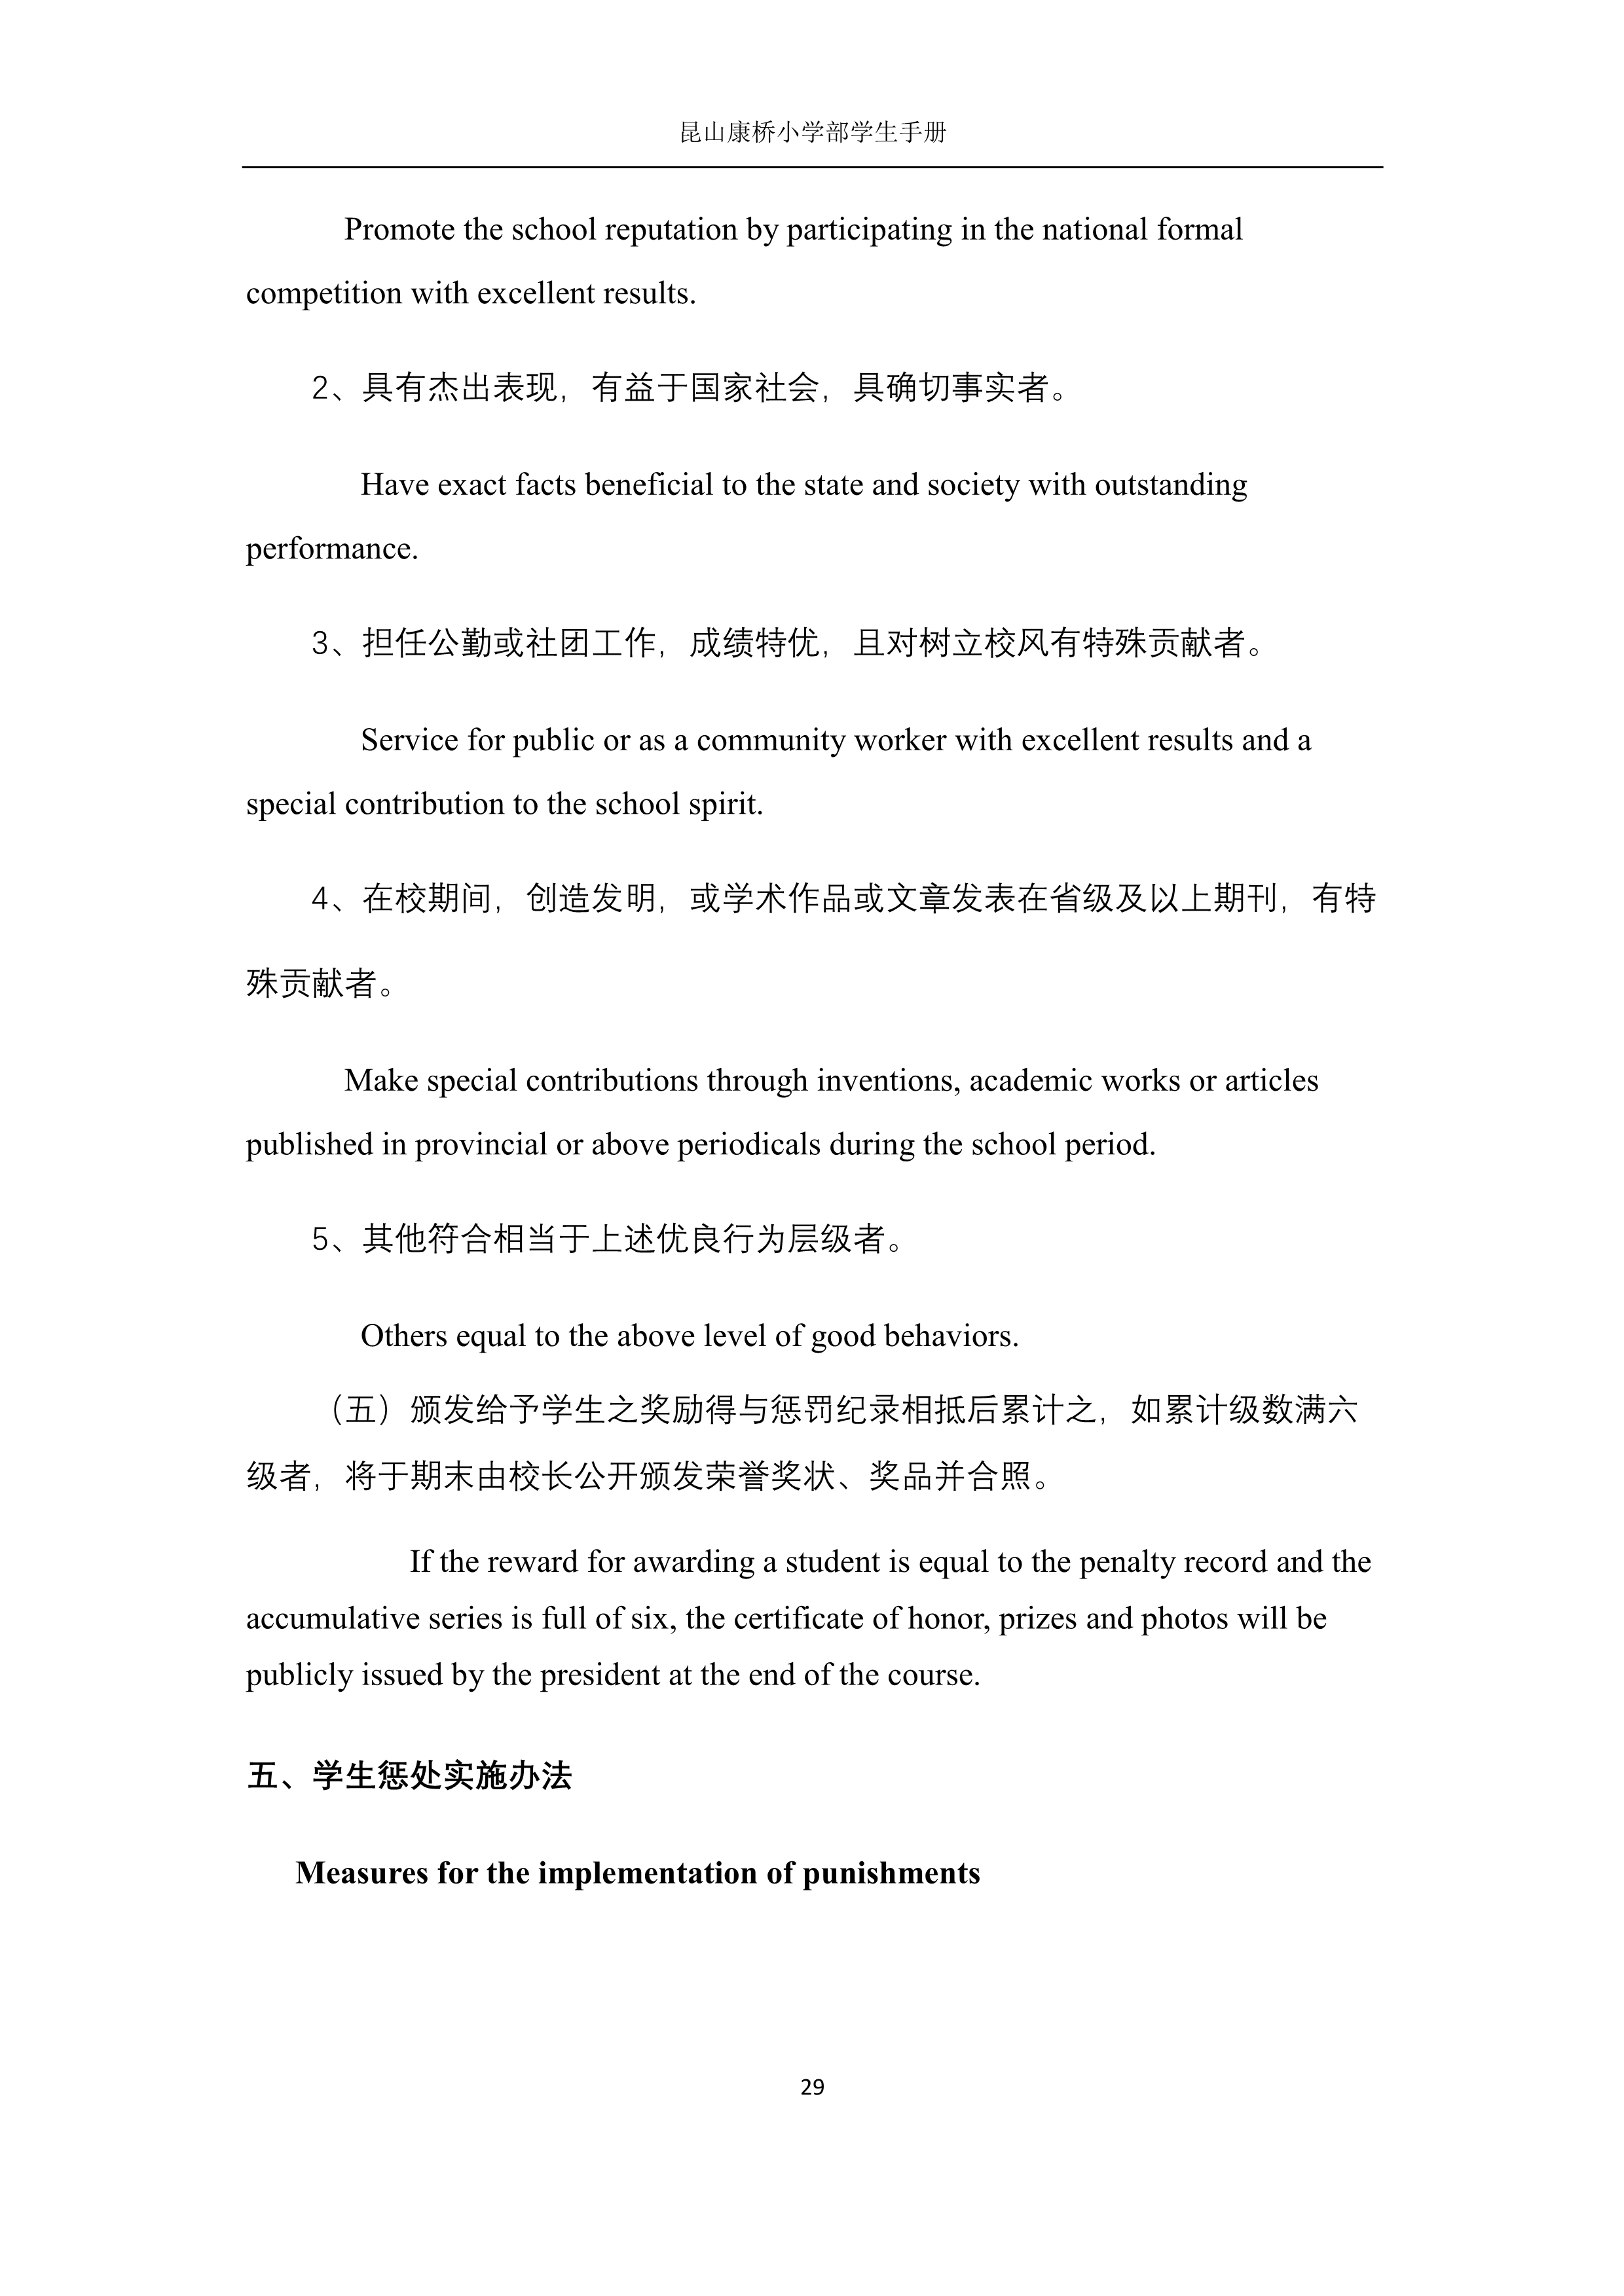 昆山康桥小学部学生手册
Promote the school reputation by participating in the national formal
competition with excellent results.
2、具有杰出表现，有益于国家社会，具确切事实者。
Have exact facts beneficial to the state and society with outstanding
performance.
3、担任公勤或社团工作，成绩特优，且对树立校风有特殊贡献者。
Service for public or as a community worker with excellent results and a
special contribution to the school spirit.
4、在校期间，创造发明，或学术作品或文章发表在省级及以上期刊，有特
殊贡献者。
Make special contributions through inventions, academic works or articles
published in provincial or above periodicals during the school period.
5、其他符合相当于上述优良行为层级者。
Others equal to the above level of good behaviors.
（五）颁发给予学生之奖励得与惩罚纪录相抵后累计之，如累计级数满六
级者，将于期末由校长公开颁发荣誉奖状、奖品并合照。
If the reward for awarding a student is equal to the penalty record and the
accumulative series is full of six, the certificate of honor, prizes and photos will be
publicly issued by the president at the end of the course.
五、学生惩处实施办法
Measures for the implementation of punishments
29